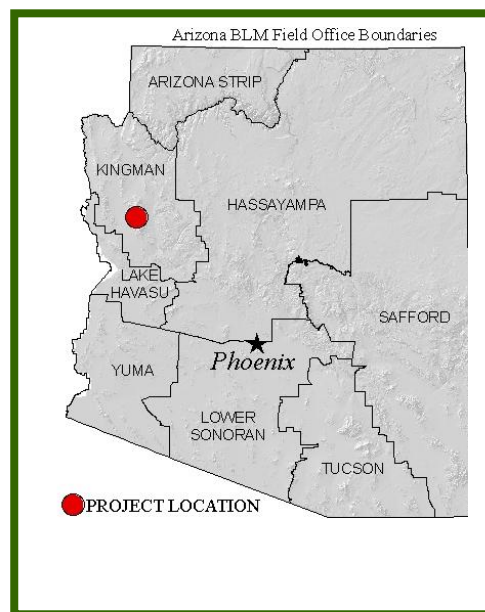 Arizona BLM Field Office Boundaries
ARIZONA STRIP
KINGMAN
HASSAYAMPA
LAKE
HAVASU
SAFFORD
Phoenix
YUMA
LOWER
SONORAN
TUCSON
PROJECT LOCATION